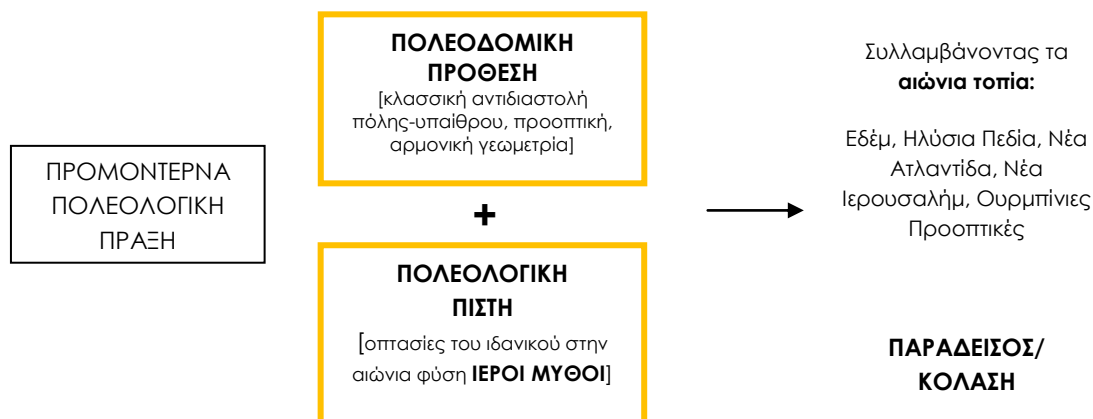 ΠΡΟΜΟΝΤΕΡΝΑ
ΠΟΛΕΟΛΟΓΙΚΗ
ΠΡΑΞΗ
ΠΟΛΕΟΔΟΜΙΚΗ
ΠΡΟΘΕΣΗ
[κλασσική αντιδιαστολή
πόλης-υπαίθρου, προοπτική,
αρμονική γεωμετρία]
+
ΠΟΛΕΟΛΟΓΙΚΗ
ΠΙΣΤΗ
[οπτασίες του ιδανικού στην
αιώνια φύση ΙΕΡΟΙ ΜΥΘΟΙ]
Συλλαμβάνοντας τα
αιώνια τοπία:
Εδέμ, Ηλύσια Πεδία, Νέα
Ατλαντίδα, Νέα
Ιερουσαλήμ, Ουρμπίνιες
Προοπτικές
ΠΑΡΑΔΕΙΣΟΣ/
ΚΟΛΑΣΗ